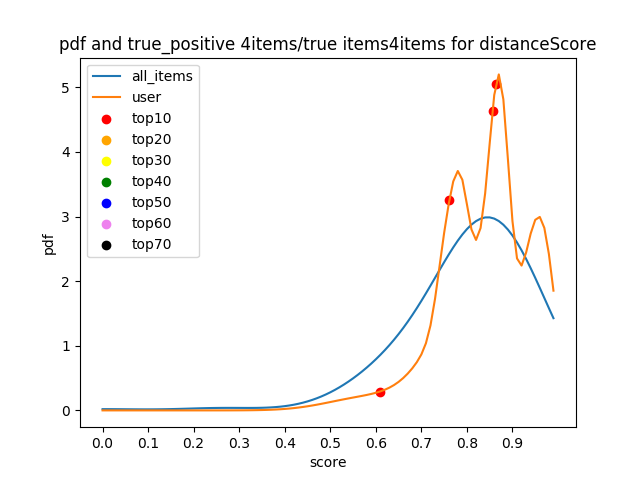 pdf and true_positive 4items/true items4items for distanceScore
all_items
user
top10
top20
top30
top40
top50
top60
top70
pdf
5
4
3
2
1
0
0.0 0.1 0.2 0.3 0.4 0.5 0.6 0.7 0.8 0.9
score